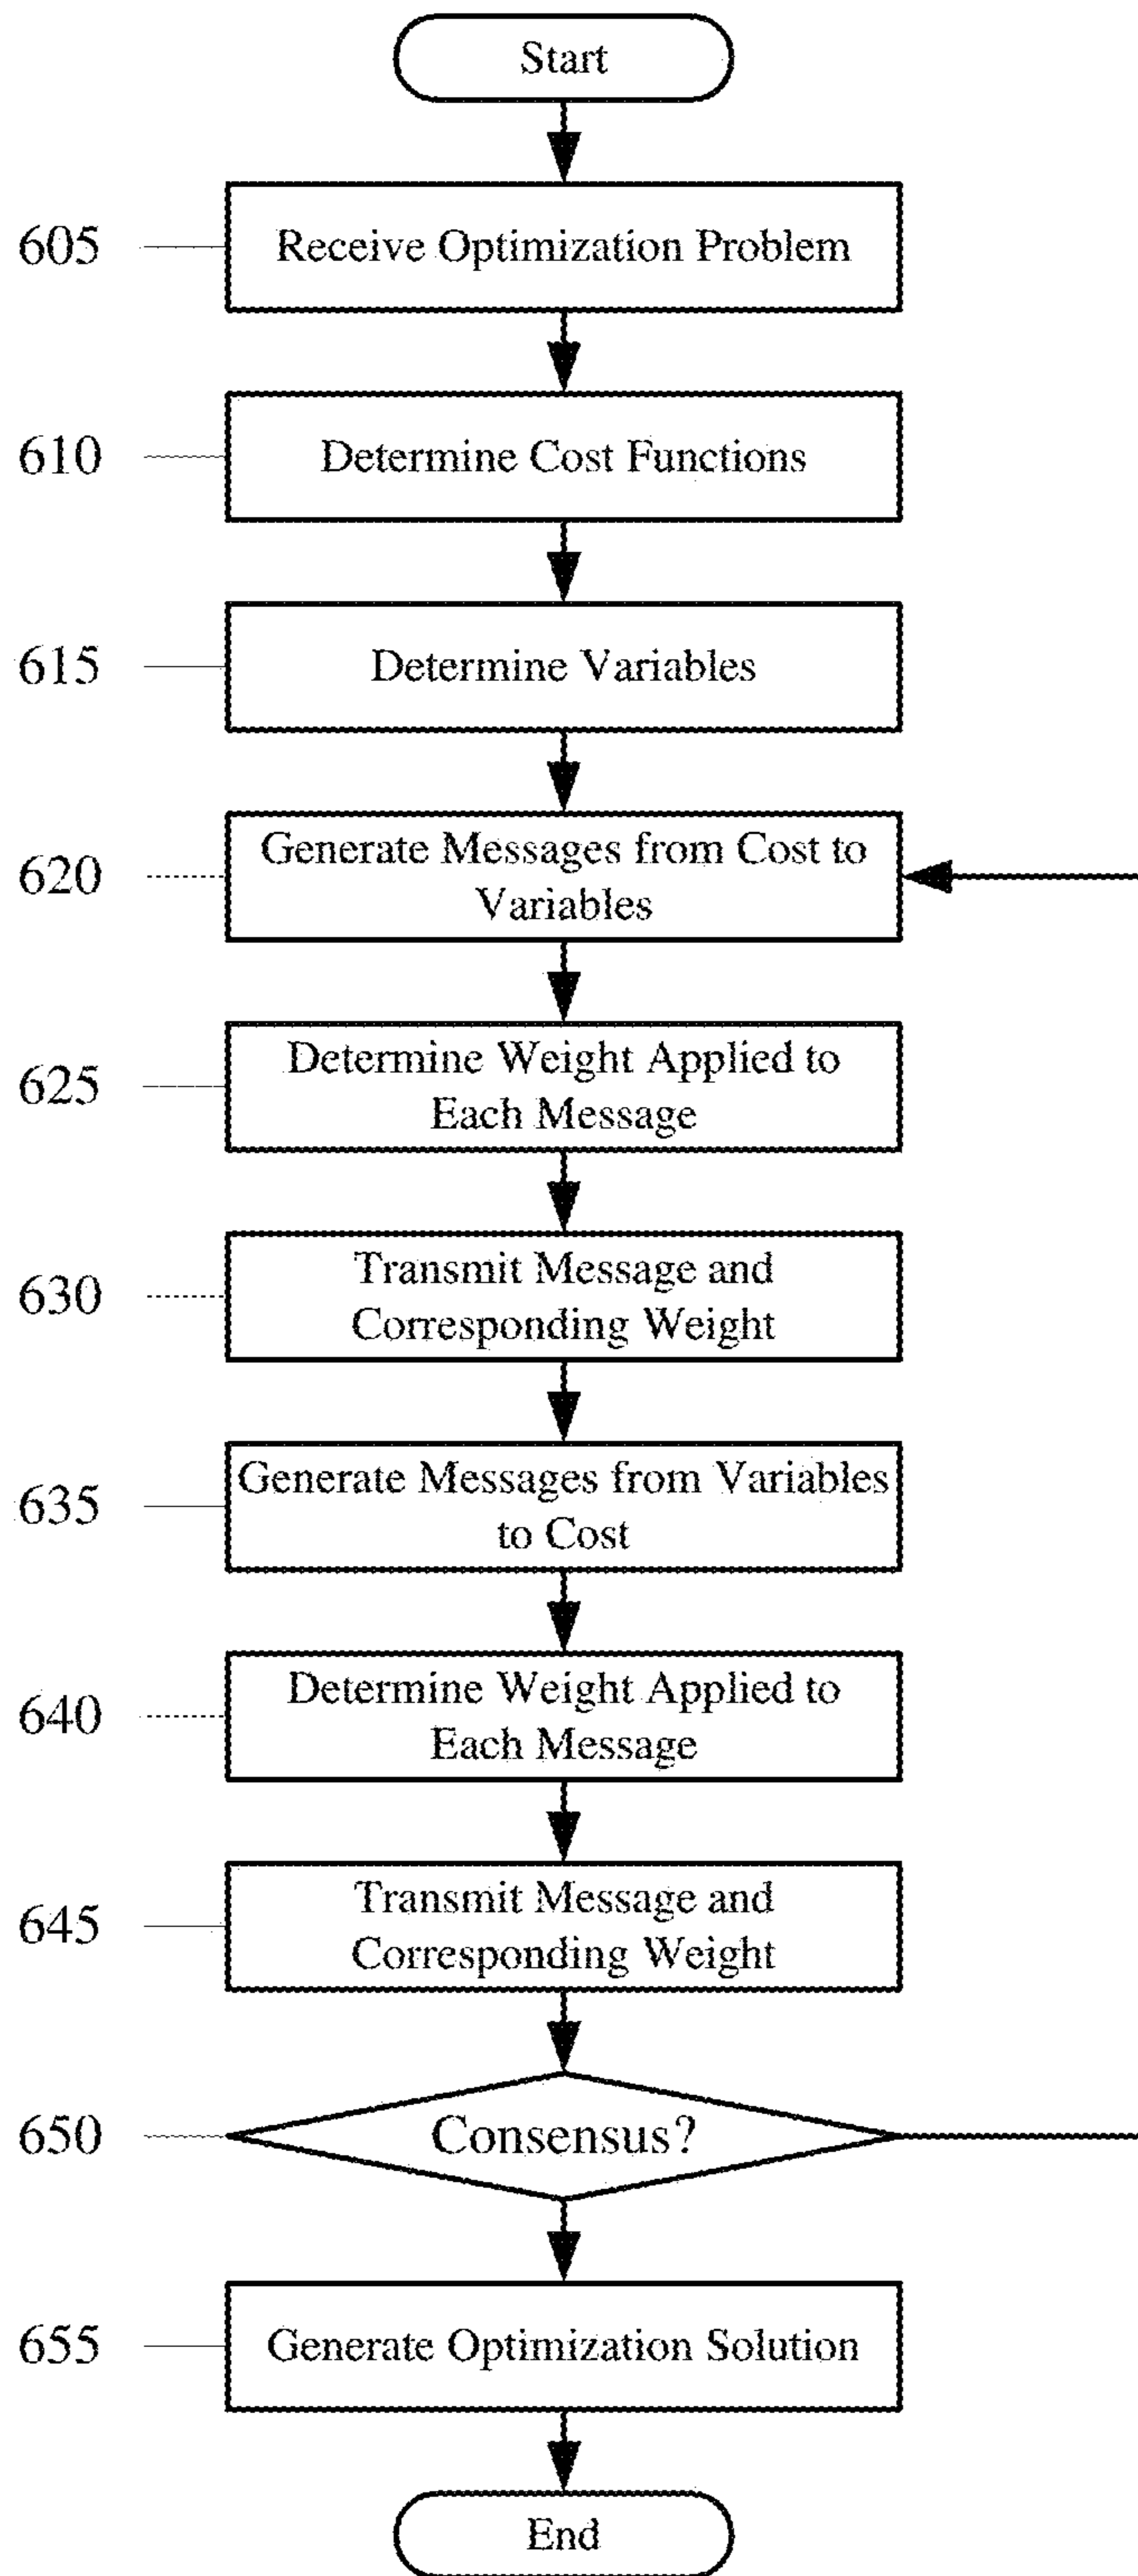 Start
605
Receive Optimization Problem
610
Determine Cost Functions
615
Determine Variables
620
Generate Messages from Cost to
Variables
625
Determine Weight Applied to
Each Message
630
Transmit Message and
Corresponding Weight
635
Generate Messages from Variables
to Cost
640
Determine Weight Applied to
Each Message
645
Transmit Message and
Corresponding Weight
650
Consensus?
655
Generate Optimization Solution
End